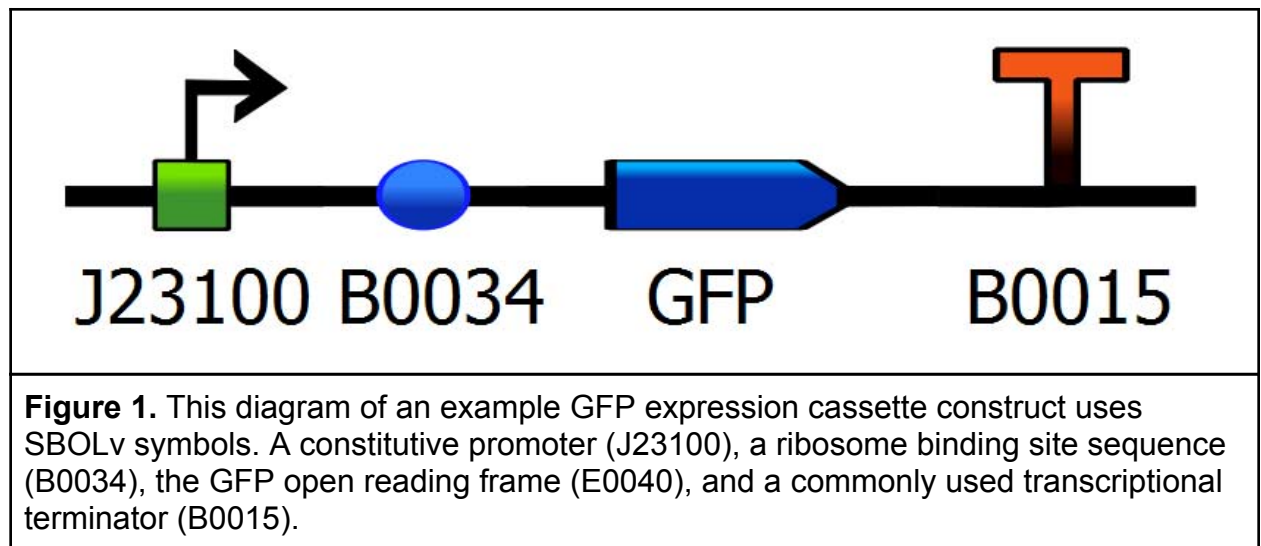 J23100 B0034 GFP B0015
Figure 1. This diagram of an example GFP expression cassette construct uses
SBOLv symbols. A constitutive promoter (J23100), a ribosome binding site sequence
(B0034), the GFP open reading frame (E0040), and a commonly used transcriptional
terminator (B0015).